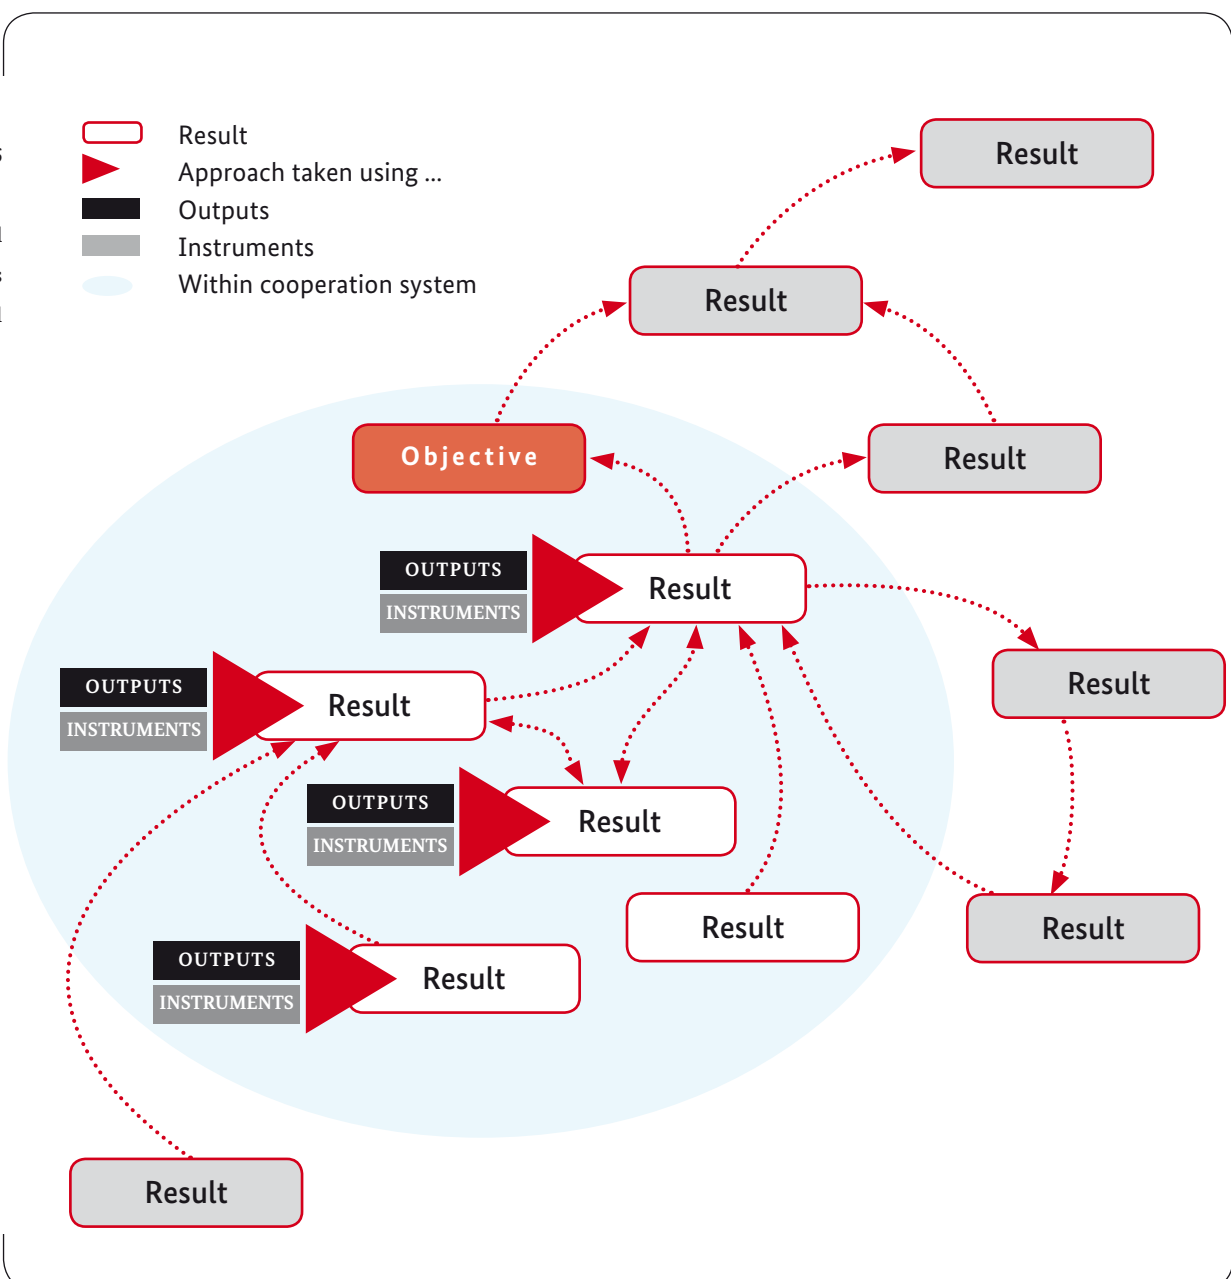 Result
Approach taken using ...
Outputs
Instruments
Within cooperation system
Result
Result
Objective
Result
OUTPUTS
INSTRUMENTS
Result
OUTPUTS
INSTRUMENTS
Result
Result
OUTPUTS
INSTRUMENTS
Result
Result
Result
OUTPUTS
INSTRUMENTS
Result
Result